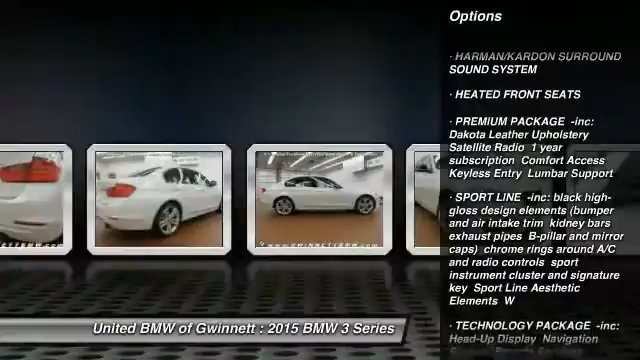 Options
· HARMAN/KARDON SURROUND
SOUND SYSTEM
· HEATED FRONT SEATS
· PREMIUM PACKAGE -inc:
Dakota Leather Upholstery
Satellite Radio 1 year
subscription Comfort Access
Keyless Entry Lumbar Support
· SPORT LINE -inc: black high-
gloss design elements (bumper
and air intake trim kidney bars
exhaust pipes B-pillar and mirror
caps) chrome rings around A/C
and radio controls sport
instrument cluster and signature
key Sport Line Aesthetic
Elements W
· TECHNOLOGY PACKAGE -inc:
Head-Up Display Navigation
United BMW of Gwinnett : 2015 BMW 3 Series